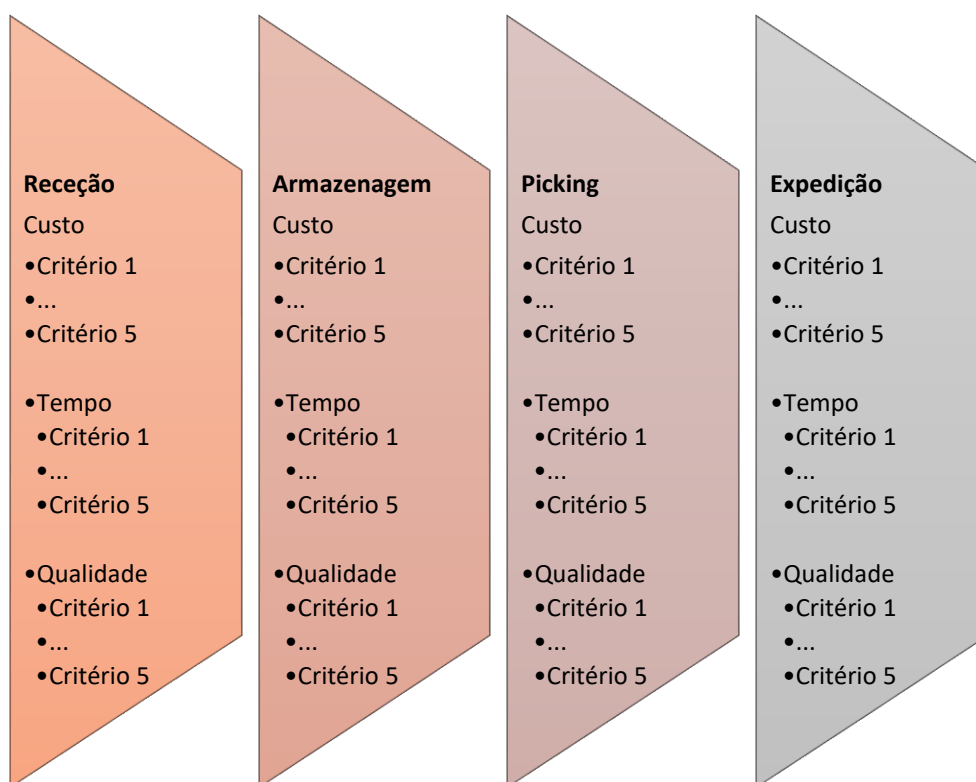 Receção
Custo
•Critério 1
•...
•Critério 5
•Tempo
•Critério 1
•...
•Critério 5
•Qualidade
•Critério 1
•...
•Critério 5
Armazenagem
Custo
•Critério 1
•...
•Critério 5
•Tempo
•Critério 1
•...
•Critério 5
•Qualidade
•Critério 1
•...
•Critério 5
Picking
Custo
•Critério 1
•...
•Critério 5
•Tempo
•Critério 1
•...
•Critério 5
•Qualidade
•Critério 1
•...
•Critério 5
Expedição
Custo
•Critério 1
•...
•Critério 5
•Tempo
•Critério 1
•...
•Critério 5
•Qualidade
•Critério 1
•...
•Critério 5